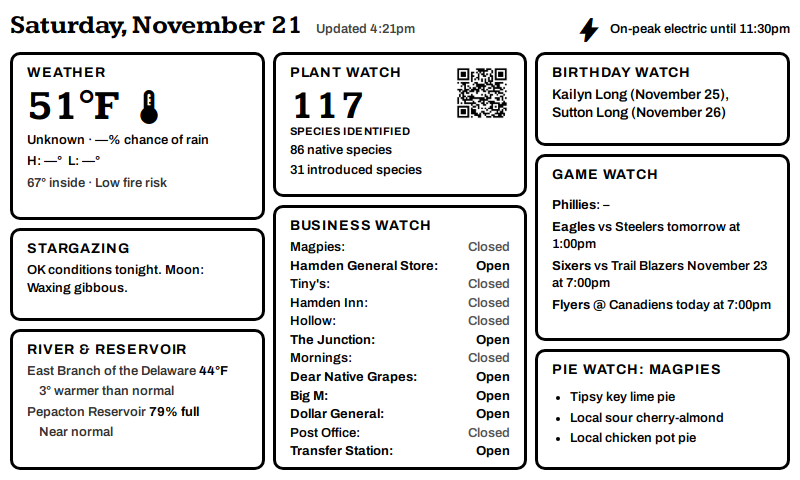 Saturday, November 21 Updated 4:21pm
On-peak electric until 11:30pm
WEATHER
51°F
Unknown · —% chance of rain
H: —° L: —°
67° inside · Low fire risk
STARGAZING
OK conditions tonight. Moon:
Waxing gibbous.
RIVER & RESERVOIR
East Branch of the Delaware 44°F
3° warmer than normal
Pepacton Reservoir 79% full
Near normal
PLANT WATCH
117
SPECIES IDENTIFIED
86 native species
31 introduced species
BUSINESS WATCH
Magpies: Closed
Hamden General Store: Open
Tiny's: Closed
Hamden Inn: Closed
Hollow: Closed
The Junction: Open
Mornings: Closed
Dear Native Grapes: Open
Big M: Open
Dollar General: Open
Post Office: Closed
Transfer Station: Open
BIRTHDAY WATCH
Kailyn Long (November 25),
Sutton Long (November 26)
GAME WATCH
Phillies: –
Eagles vs Steelers tomorrow at
1:00pm
Sixers vs Trail Blazers November 23
at 7:00pm
Flyers @ Canadiens today at 7:00pm
PIE WATCH: MAGPIES
• Tipsy key lime pie
• Local sour cherry-almond
• Local chicken pot pie